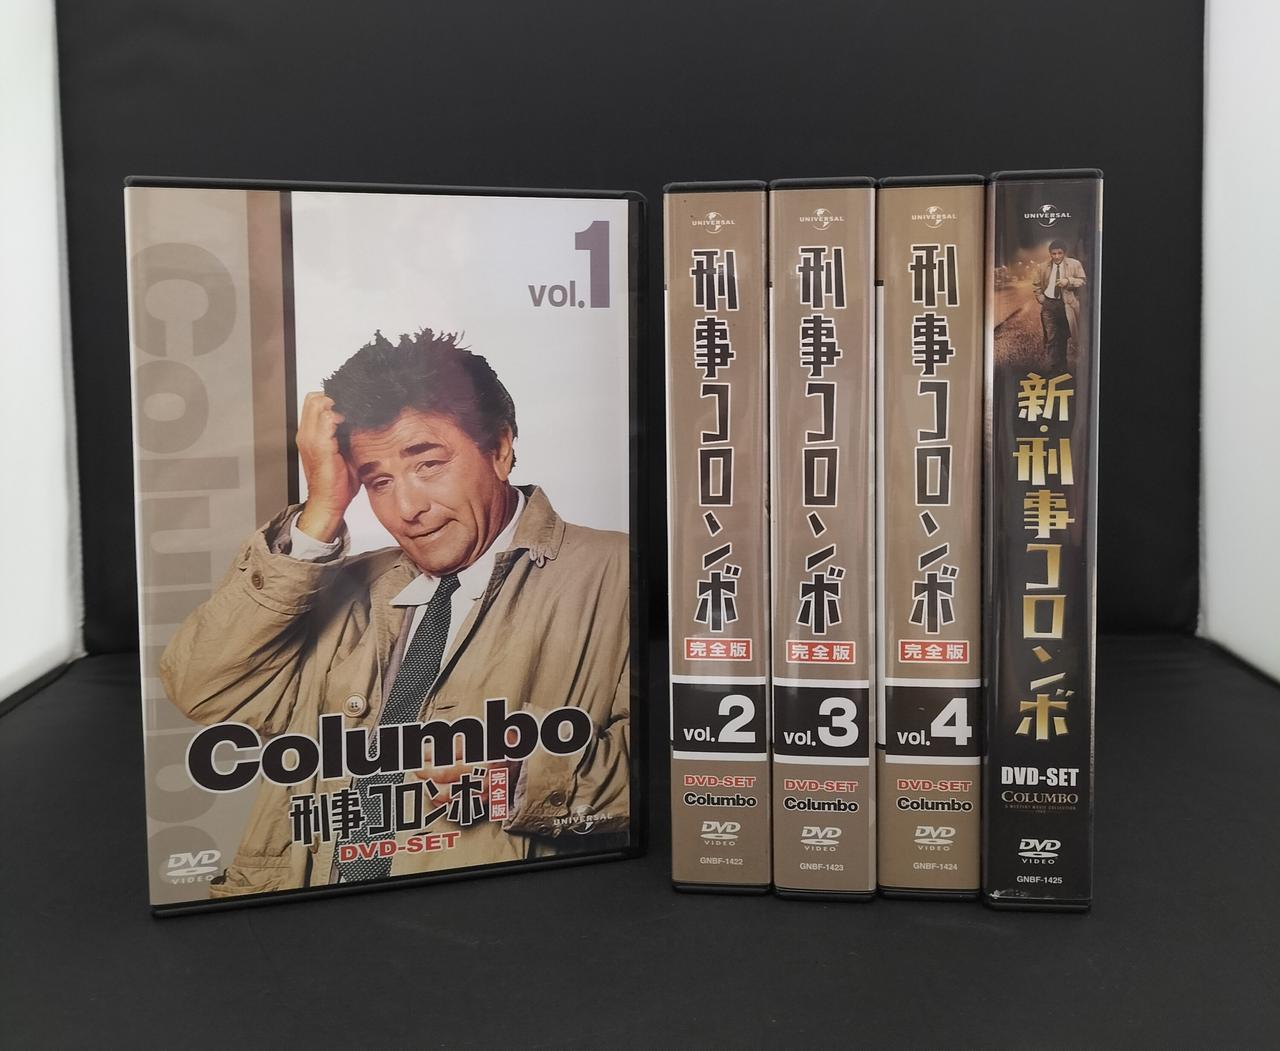 Columbo
vol.1
Columbo
刑事コロンボ
完全版
DVD-SET
DVD
VIDEO
UNIVERSAL
UNIVERSAL
刑事コロンボ
完全版
vol.2
DVD-SET
Columbo
DVD
VIDEO
GNBF-1422
UNIVERSAL
刑事コロンボ
完全版
vol.3
DVD-SET
Columbo
DVD
VIDEO
GNBF-1423
UNIVERSAL
刑事コロンボ
完全版
vol.4
DVD-SET
Columbo
DVD
VIDEO
GNBF-1424
UNIVERSAL
新・刑事コロンボ
DVD-SET
COLUMBO
DVD
VIDEO
GNBF-1425